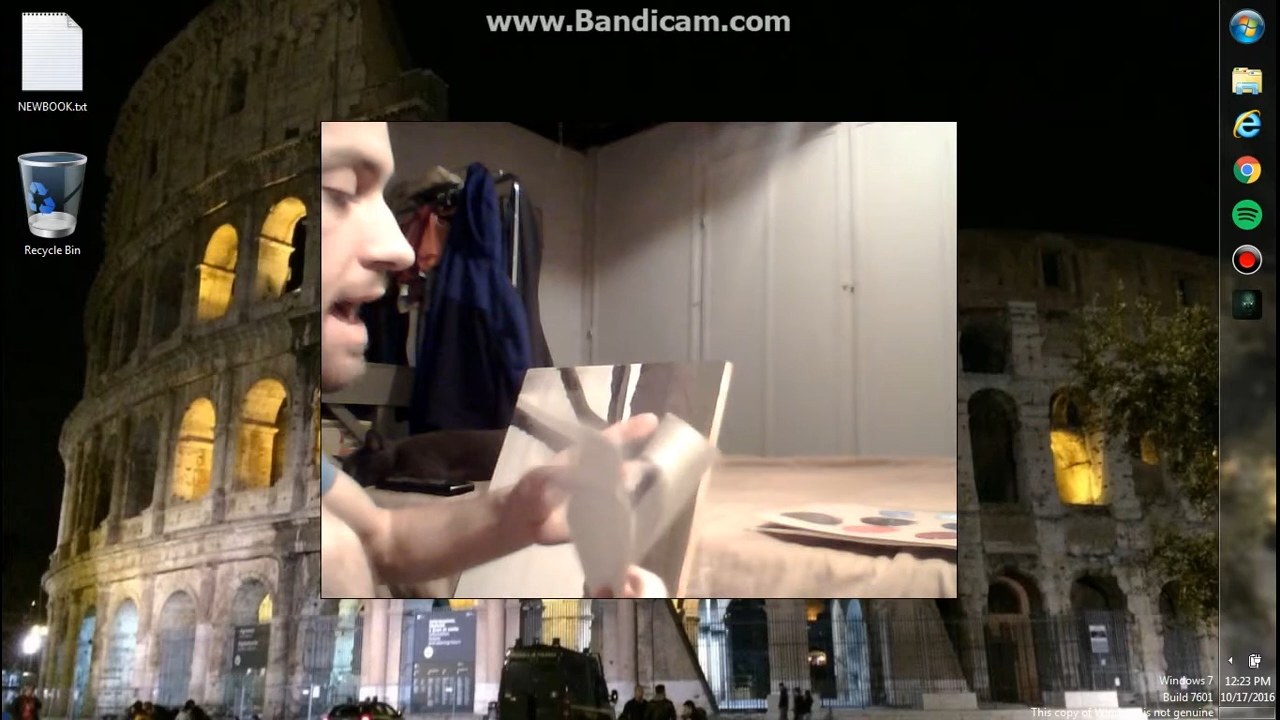 www.Bandicam.com
NEWBOOK.txt
Recycle Bin
Windows 7
Build 7601
This copy of
is not genuine
12:23 PM
10/17/2016